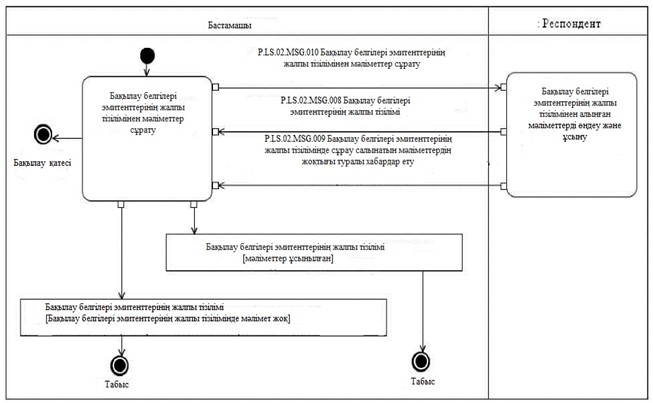 Бастамашы
: Респондент
P.LS.02.MSG.010 Бақылау белгілері эмитенттерінің
жалпы тізілімінен мәліметтер сұрату
Бақылау белгілері
эмитенттерінің жалпы
тізілімінен мәліметтер
сұрату
P.LS.02.MSG.008 Бақылау белгілері
эмитенттерінің жалпы тізілімі
Бақылау белгілері
эмитенттерінің жалпы
тізілімінен алынған
мәліметтерді өңдеу және
ұсыну
P.LS.02.MSG.009 Бақылау белгілері эмитенттерінің
жалпы тізілімінде сұрау салынатын мәліметтердің
жоқтығы туралы хабардар ету
Бақылау қатесі
Бақылау белгілері эмитенттерінің жалпы тізілімі
[мәліметтер ұсынылған]
Бақылау белгілері эмитенттерінің жалпы тізілімі
[Бақылау белгілері эмитенттерінің жалпы тізілімінде мәлімет жоқ]
Табыс
Табыс